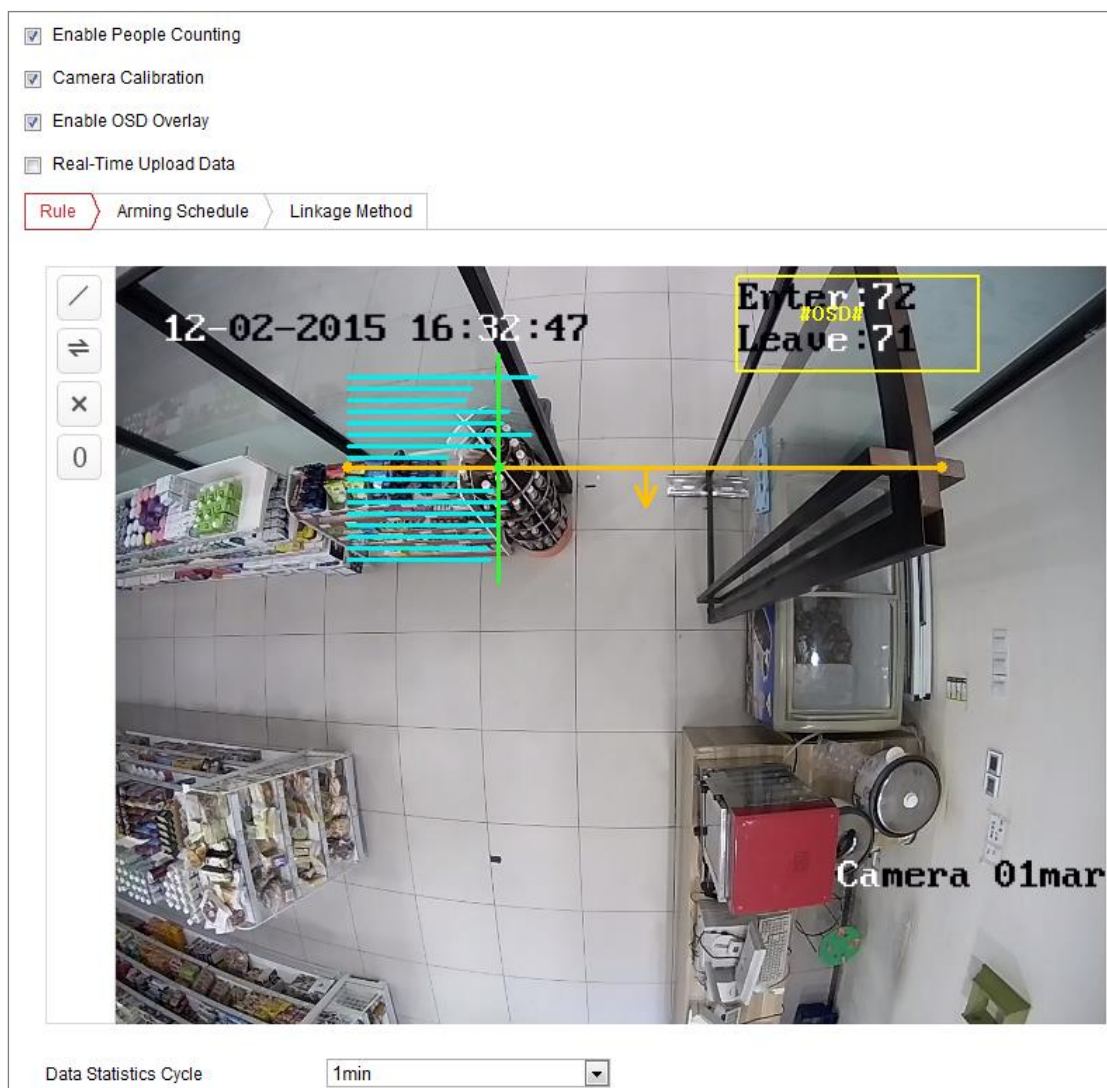 Enable People Counting
Camera Calibration
Enable OSD Overlay
Real-Time Upload Data
Rule Arming Schedule Linkage Method
12-02-2015 16:32:47
Enter:72
#OSD#
Leave:71
0
Camera 01mar
Data Statistics Cycle 1min